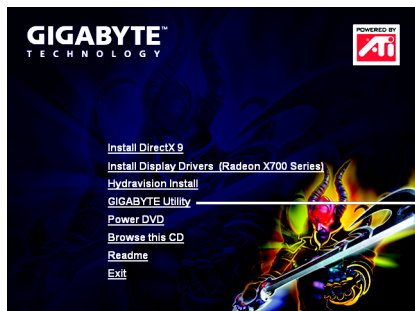 GIGABYTE™
TECHNOLOGY
POWERED BY
ATi
Install DirectX 9
Install Display Drivers (Radeon X700 Series)
Hydravision Install
GIGABYTE Utility
Power DVD
Browse this CD
Readme
Exit